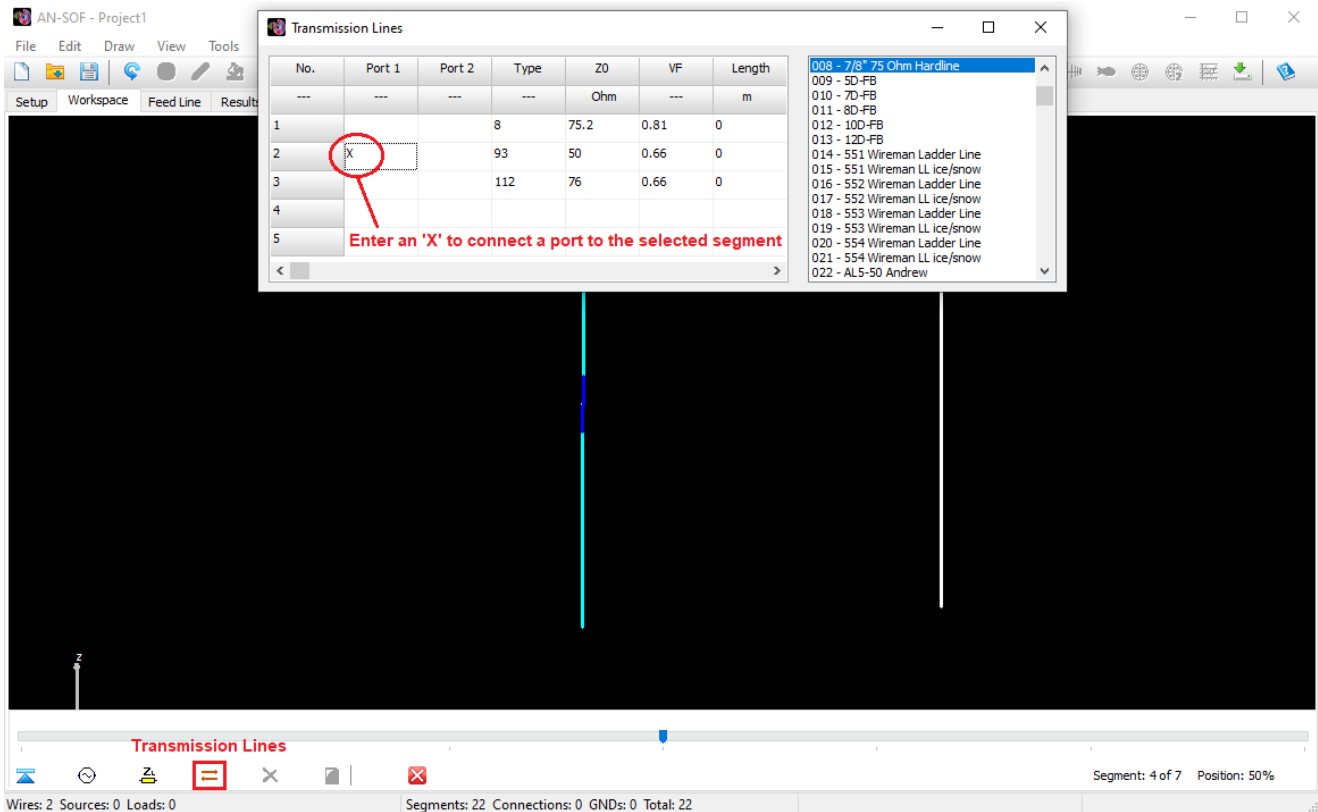 AN-SOF - Project1
File Edit Draw View Tools
Setup Workspace Feed Line Results
Transmission Lines
No. Port 1 Port 2 Type Z0 VF Length
--- --- --- --- Ohm --- m
1 8 75.2 0.81 0
2 X 93 50 0.66 0
3 112 76 0.66 0
4
5
Enter an 'X' to connect a port to the selected segment
008 - 7/8" 75 Ohm Hardline
009 - 5D-FB
010 - 7D-FB
011 - 8D-FB
012 - 10D-FB
013 - 12D-FB
014 - 551 Wireman Ladder Line
015 - 551 Wireman LL ice/snow
016 - 552 Wireman Ladder Line
017 - 552 Wireman LL ice/snow
018 - 553 Wireman Ladder Line
019 - 553 Wireman LL ice/snow
020 - 554 Wireman Ladder Line
021 - 554 Wireman LL ice/snow
022 - AL5-50 Andrew
z
Transmission Lines
Segment: 4 of 7 Position: 50%
Wires: 2 Sources: 0 Loads: 0 Segments: 22 Connections: 0 GNDs: 0 Total: 22